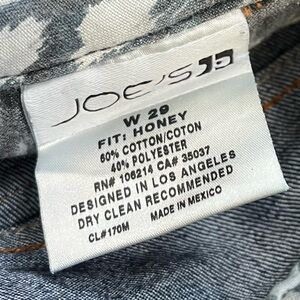 JOE'S
W 29
FIT: HONEY
60% COTTON/COTON
40% POLYESTER
RN# 106214 CA# 35037
DESIGNED IN LOS ANGELES
DRY CLEAN RECOMMENDED
CL#170M MADE IN MEXICO